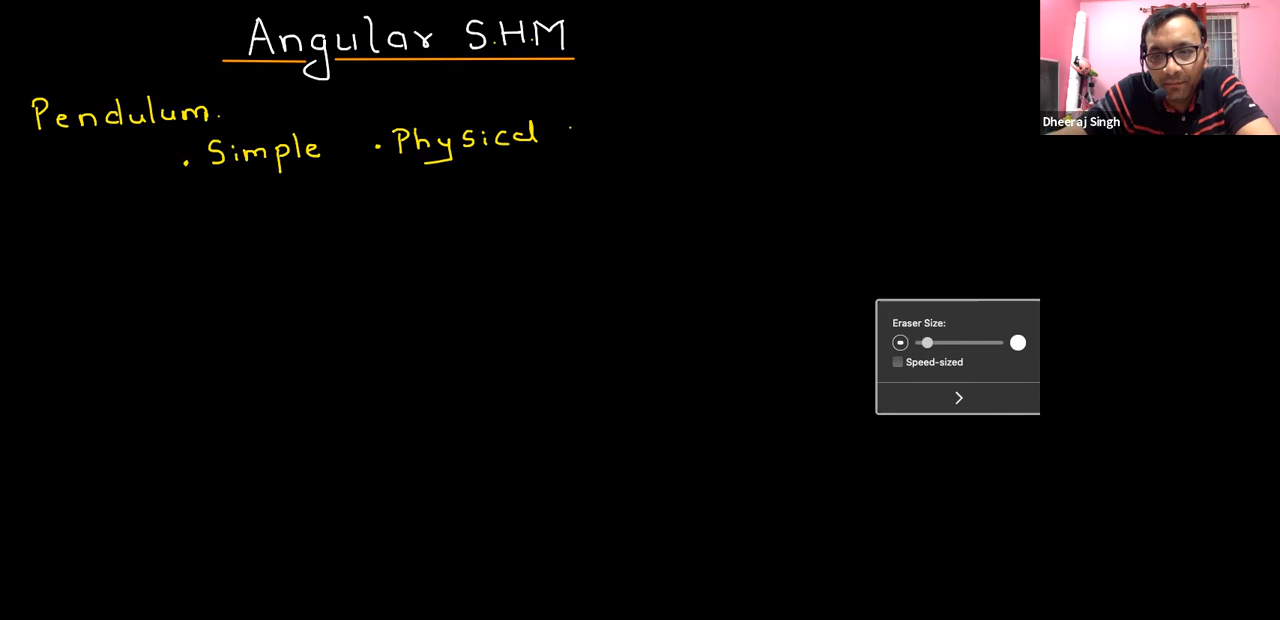 Angular S.H.M
Pendulum.
. Simple . Physical .
Dheeraj Singh
Eraser Size:
Speed-sized